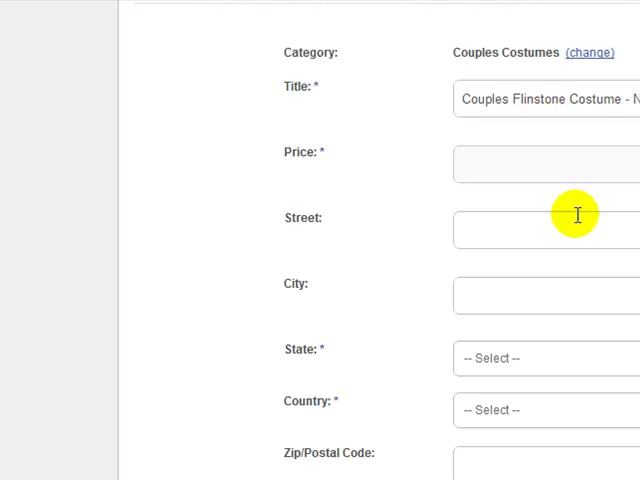 Category: Couples Costumes (change)
Title: * Couples Flinstone Costume - N
Price: *
Street:
City:
State: * -- Select --
Country: * -- Select --
Zip/Postal Code: